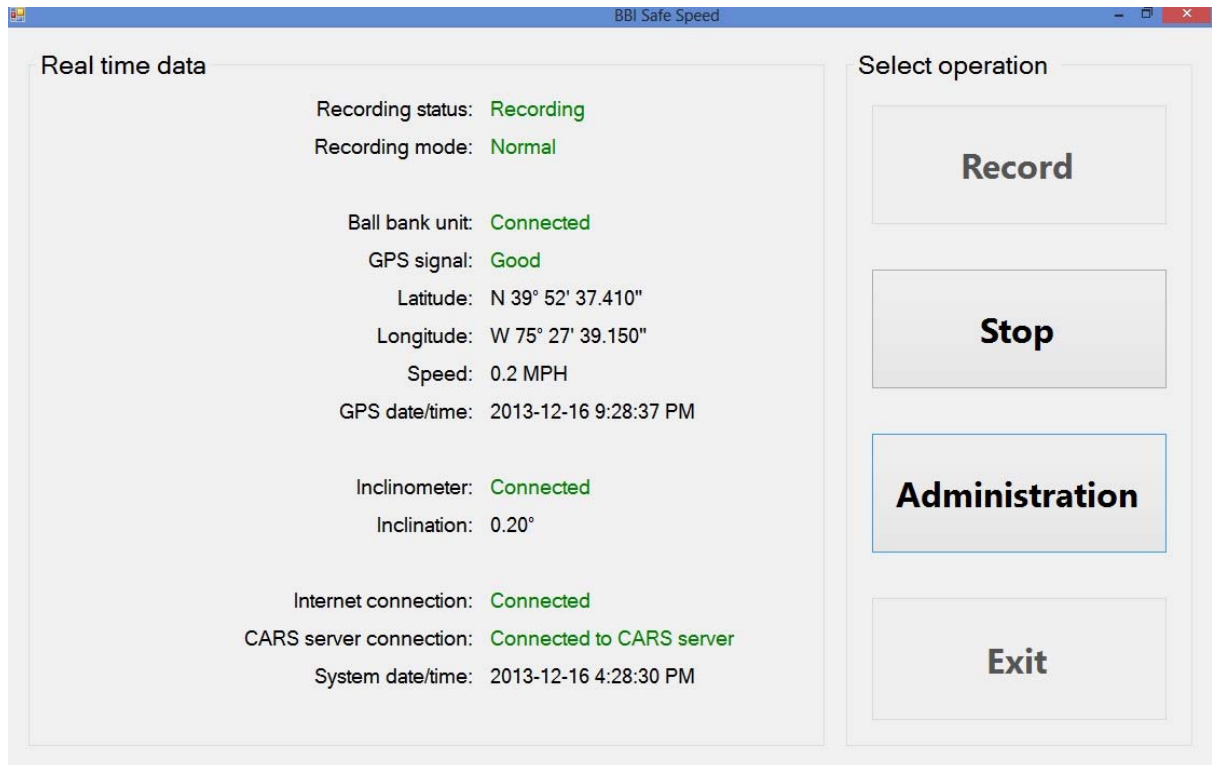 BBI Safe Speed
Real time data
Recording status: Recording
Recording mode: Normal
Ball bank unit: Connected
GPS signal: Good
Latitude: N 39° 52' 37.410"
Longitude: W 75° 27' 39.150"
Speed: 0.2 MPH
GPS date/time: 2013-12-16 9:28:37 PM
Inclinometer: Connected
Inclination: 0.20°
Internet connection: Connected
CARS server connection: Connected to CARS server
System date/time: 2013-12-16 4:28:30 PM
Select operation
Record
Stop
Administration
Exit